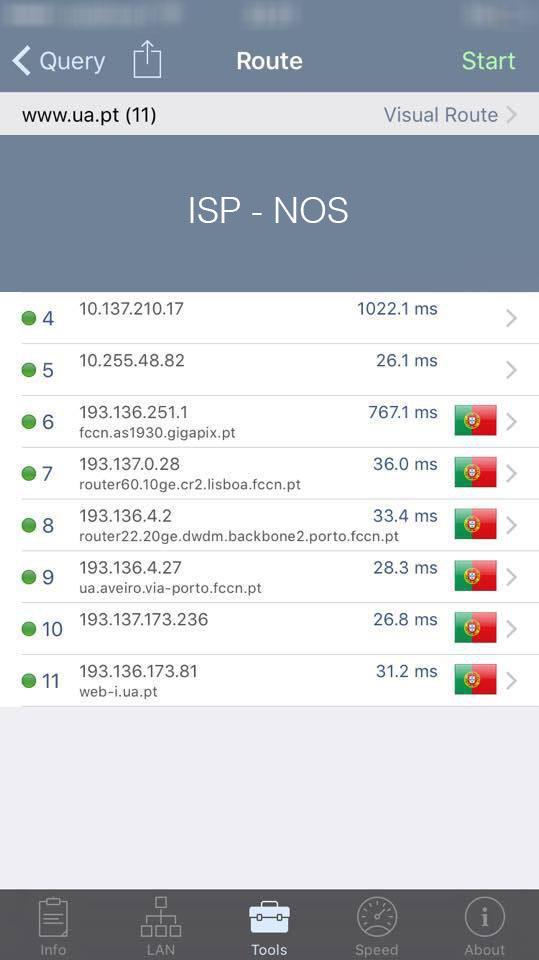 Query
Route
Start
www.ua.pt (11)
Visual Route
ISP - NOS
4 10.137.210.17 1022.1 ms
5 10.255.48.82 26.1 ms
6 193.136.251.1 767.1 ms
fccn.as1930.gigapix.pt
7 193.137.0.28 36.0 ms
router60.10ge.cr2.lisboa.fccn.pt
8 193.136.4.2 33.4 ms
router22.20ge.dwdm.backbone2.porto.fccn.pt
9 193.136.4.27 28.3 ms
ua.aveiro.via-porto.fccn.pt
10 193.137.173.236 26.8 ms
11 193.136.173.81 31.2 ms
web-i.ua.pt
Info
LAN
Tools
Speed
About